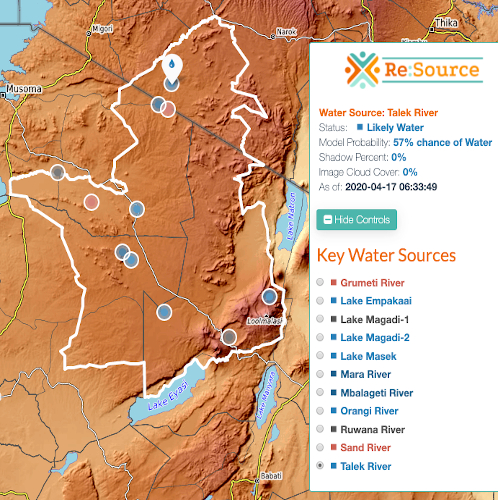 Migori
Narok
Thika
Musoma
Re:Source
Water Source: Talek River
Status: Likely Water
Model Probability: 57% chance of Water
Shadow Percent: 0%
Image Cloud Cover: 0%
As of: 2020-04-17 06:33:49
Hide Controls
Key Water Sources
Grumeti River
Lake Empakaai
Lake Magadi-1
Lake Magadi-2
Lake Masek
Mara River
Mbalageti River
Orangi River
Ruwana River
Sand River
Talek River
Lake Natron
Loolmalasi
Lake Eyasi
Lake Manyara
Babati